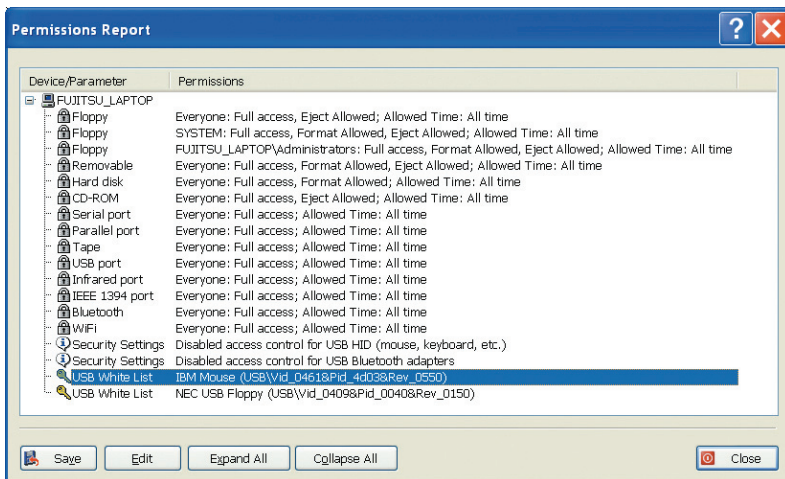 Permissions Report
Device/Parameter Permissions
FUJITSU_LAPTOP
Floppy Everyone: Full access, Eject Allowed; Allowed Time: All time
Floppy SYSTEM: Full access, Format Allowed, Eject Allowed; Allowed Time: All time
Floppy FUJITSU_LAPTOP\Administrators: Full access, Format Allowed, Eject Allowed; Allowed Time: All time
Removable Everyone: Full access, Format Allowed, Eject Allowed; Allowed Time: All time
Hard disk Everyone: Full access, Format Allowed; Allowed Time: All time
CD-ROM Everyone: Full access, Eject Allowed; Allowed Time: All time
Serial port Everyone: Full access; Allowed Time: All time
Parallel port Everyone: Full access; Allowed Time: All time
Tape Everyone: Full access; Allowed Time: All time
USB port Everyone: Full access; Allowed Time: All time
Infrared port Everyone: Full access; Allowed Time: All time
IEEE 1394 port Everyone: Full access; Allowed Time: All time
Bluetooth Everyone: Full access; Allowed Time: All time
WiFi Everyone: Full access; Allowed Time: All time
Security Settings Disabled access control for USB HID (mouse, keyboard, etc.)
Security Settings Disabled access control for USB Bluetooth adapters
USB White List IBM Mouse (USB\Vid_0461&Pid_4d03&Rev_0550)
USB White List NEC USB Floppy (USB\Vid_0409&Pid_0040&Rev_0150)
Save Edit Expand All Collapse All Close